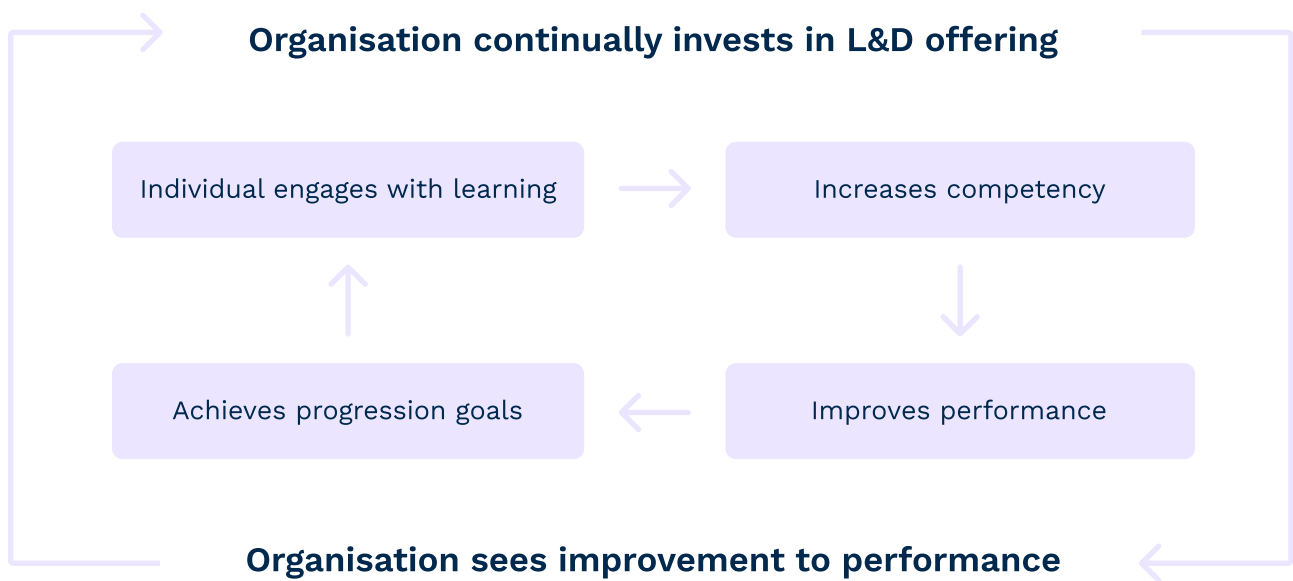 Organisation continually invests in L&D offering
Individual engages with learning
Increases competency
Achieves progression goals
Improves performance
Organisation sees improvement to performance